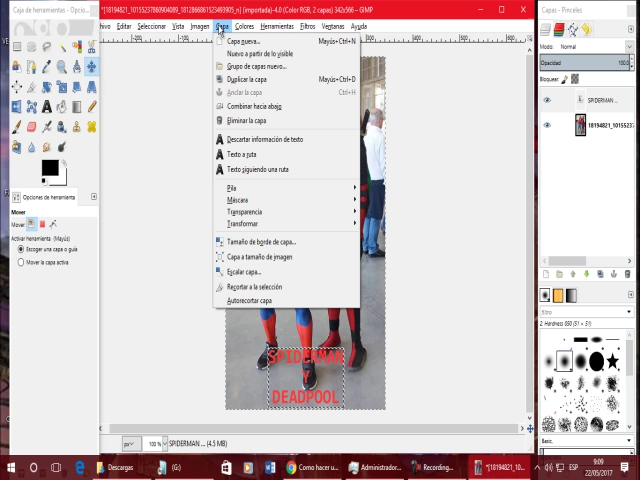 Caja de herramientas - Opcio...
*[18194821_10155237860904089_1812866861523493905_n] (importada)-4.0 (Color RGB, 2 capas) 342x566 – GIMP
Capas - Pinceles
Editar Seleccionar Vista Imagen Capa Colores Herramientas Filtros Ventanas Ayuda
Capa nueva... Mayús+Ctrl+N
Nuevo a partir de lo visible
Grupo de capas nuevo...
Duplicar la capa Mayús+Ctrl+D
Anclar la capa Ctrl+H
Combinar hacia abajo
Eliminar la capa
Descartar información de texto
Texto a ruta
Texto siguiendo una ruta
Pila
Máscara
Transparencia
Transformar
Tamaño de borde de capa...
Capa a tamaño de imagen
Escalar capa...
Recortar a la selección
Autorecortar capa
Opciones de herramienta
Mover
Mover:
Activar herramienta (Mayús)
Escoger una capa o guía
Mover la capa activa
Modo: Normal
Opacidad 100.0
Bloquear:
SPIDERMAN ...
18194821_1015523
filtro
2. Hardness 050 (51 × 51)
Basic,
SPIDERMAN
Y
DEADPOOL
px 100 % SPIDERMAN ... (4.5 MB)
Descargas
(G:)
Como hacer u...
Administrador...
Recording...
*[18194821_10...
ESP
9:09
22/05/2017